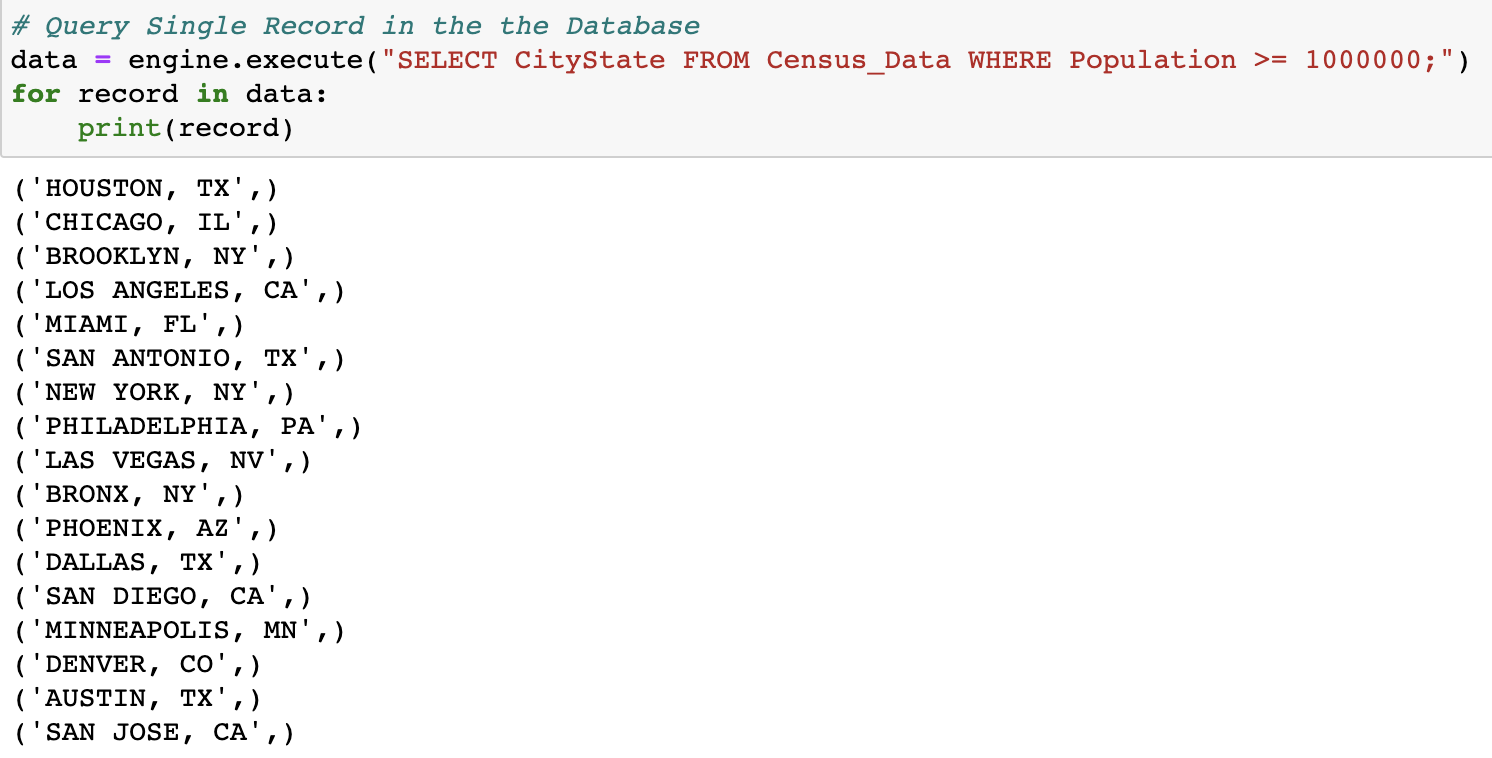 # Query Single Record in the the Database
data = engine.execute("SELECT CityState FROM Census_Data WHERE Population >= 1000000;")
for record in data:
    print(record)
('HOUSTON, TX',)
('CHICAGO, IL',)
('BROOKLYN, NY',)
('LOS ANGELES, CA',)
('MIAMI, FL',)
('SAN ANTONIO, TX',)
('NEW YORK, NY',)
('PHILADELPHIA, PA',)
('LAS VEGAS, NV',)
('BRONX, NY',)
('PHOENIX, AZ',)
('DALLAS, TX',)
('SAN DIEGO, CA',)
('MINNEAPOLIS, MN',)
('DENVER, CO',)
('AUSTIN, TX',)
('SAN JOSE, CA',)